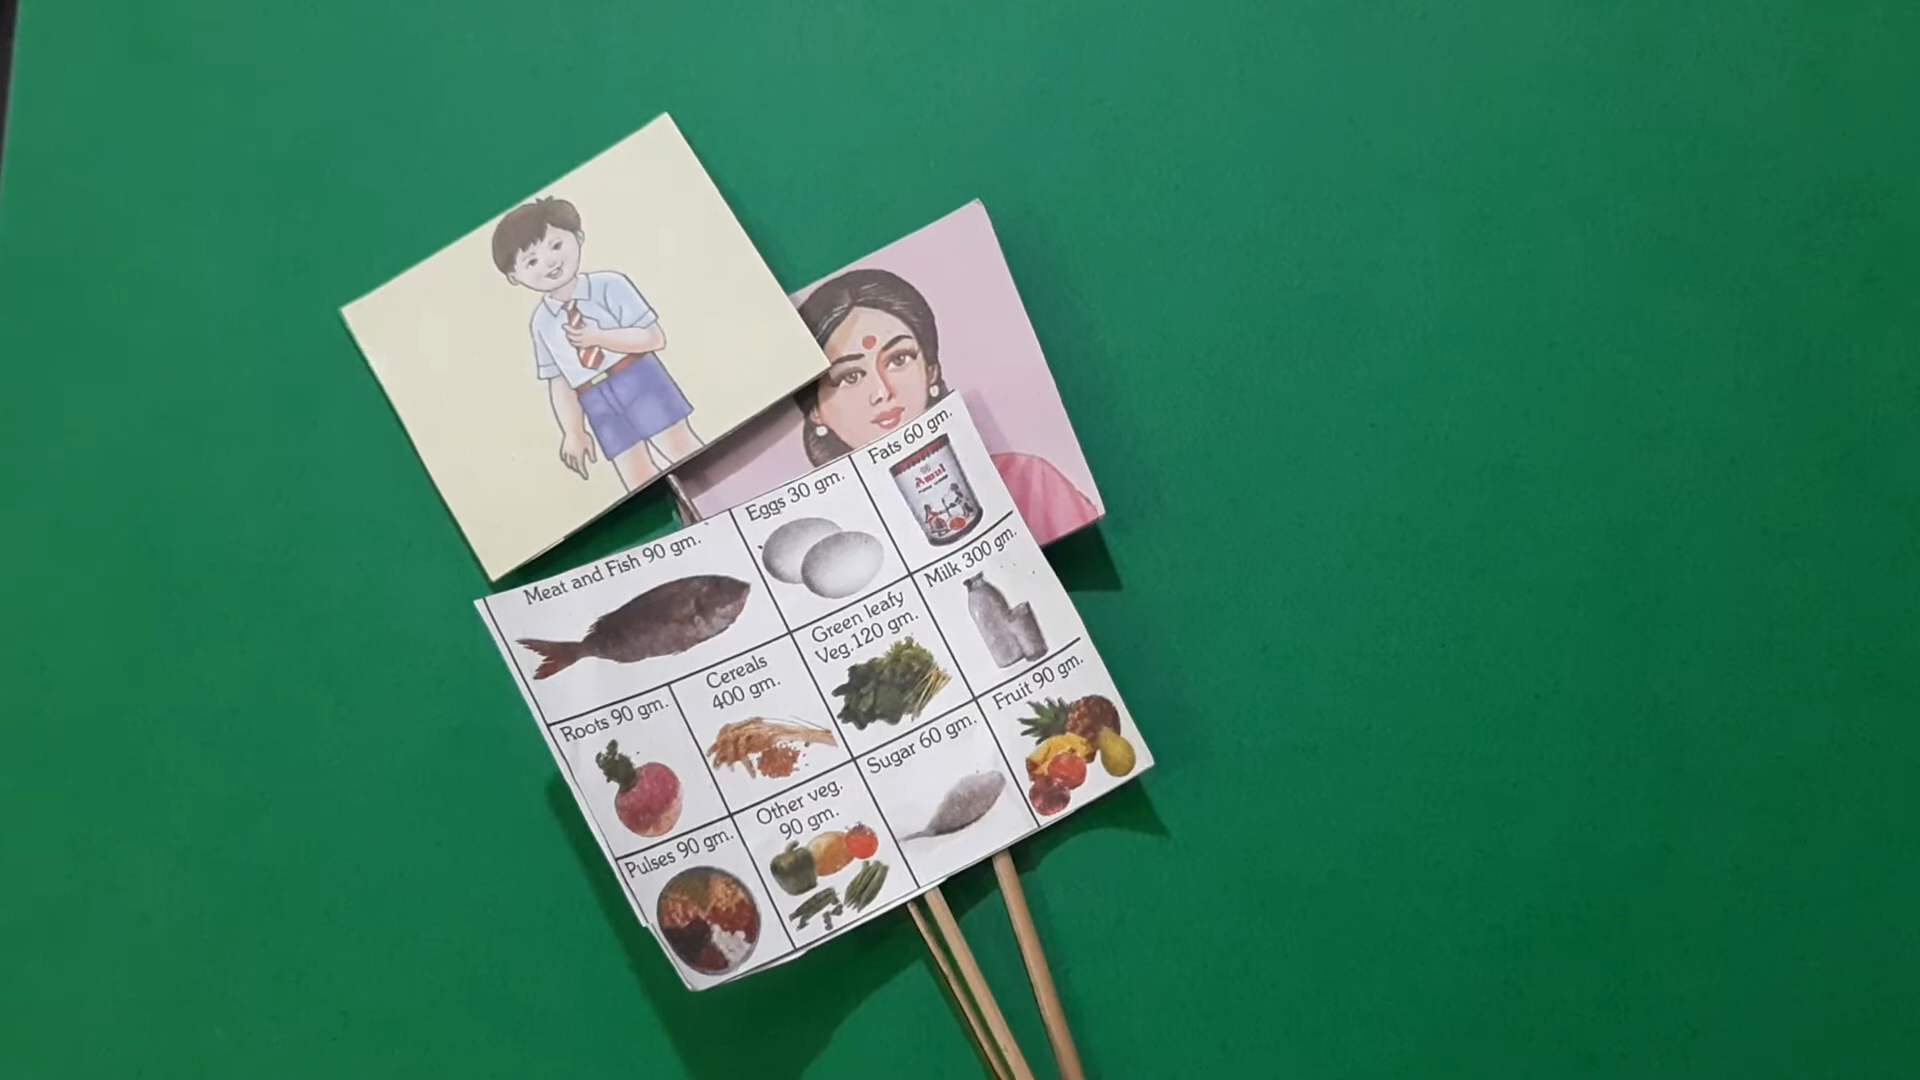 Meat and Fish 90 gm.
Eggs 30 gm.
Fats 60 gm.
Amul
Roots 90 gm.
Cereals
400 gm.
Green leafy
Veg.120 gm.
Milk 300 gm.
Pulses 90 gm.
Other veg.
90 gm.
Sugar 60 gm.
Fruit 90 gm.